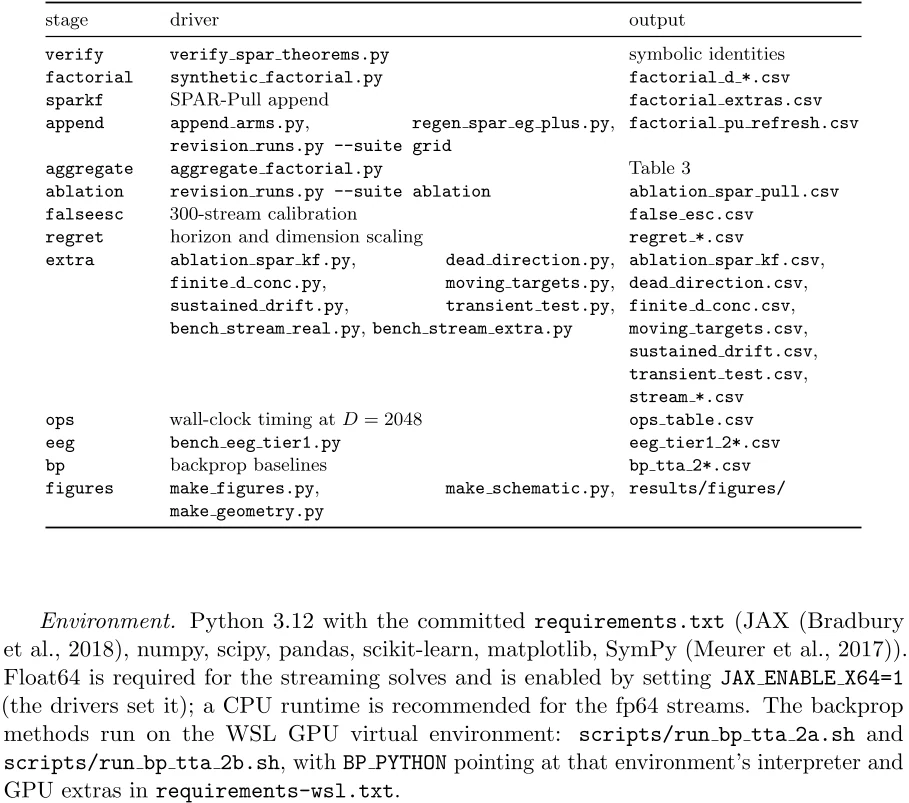 stage driver output
verify verify_spar_theorems.py symbolic identities
factorial synthetic_factorial.py factorial_d_*.csv
sparkf SPAR-Pull append factorial_extras.csv
append append_arms.py, regen_spar_eg_plus.py, factorial_pu_refresh.csv
revision_runs.py --suite grid
aggregate aggregate_factorial.py Table 3
ablation revision_runs.py --suite ablation ablation_spar_pull.csv
falseesc 300-stream calibration false_esc.csv
regret horizon and dimension scaling regret_*.csv
extra ablation_spar_kf.py, dead_direction.py, ablation_spar_kf.csv,
finite_d_conc.py, moving_targets.py, dead_direction.csv,
sustained_drift.py, transient_test.py, finite_d_conc.csv,
bench_stream_real.py, bench_stream_extra.py moving_targets.csv,
sustained_drift.csv,
transient_test.csv,
stream_*.csv
ops wall-clock timing at D = 2048 ops_table.csv
eeg bench_eeg_tier1.py eeg_tier1_2*.csv
bp backprop baselines bp_tta_2*.csv
figures make_figures.py, make_schematic.py, results/figures/
make_geometry.py
Environment. Python 3.12 with the committed requirements.txt (JAX (Bradbury
et al., 2018), numpy, scipy, pandas, scikit-learn, matplotlib, SymPy (Meurer et al., 2017)).
Float64 is required for the streaming solves and is enabled by setting JAX_ENABLE_X64=1
(the drivers set it); a CPU runtime is recommended for the fp64 streams. The backprop
methods run on the WSL GPU virtual environment: scripts/run_bp_tta_2a.sh and
scripts/run_bp_tta_2b.sh, with BP_PYTHON pointing at that environment's interpreter and
GPU extras in requirements-wsl.txt.